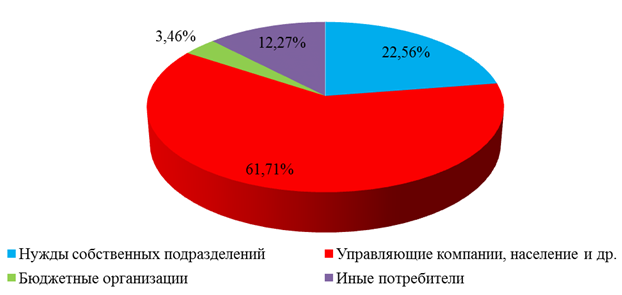 3,46%
12,27%
22,56%
61,71%
Нужды собственных подразделений
Управляющие компании, население и др.
Бюджетные организации
Иные потребители